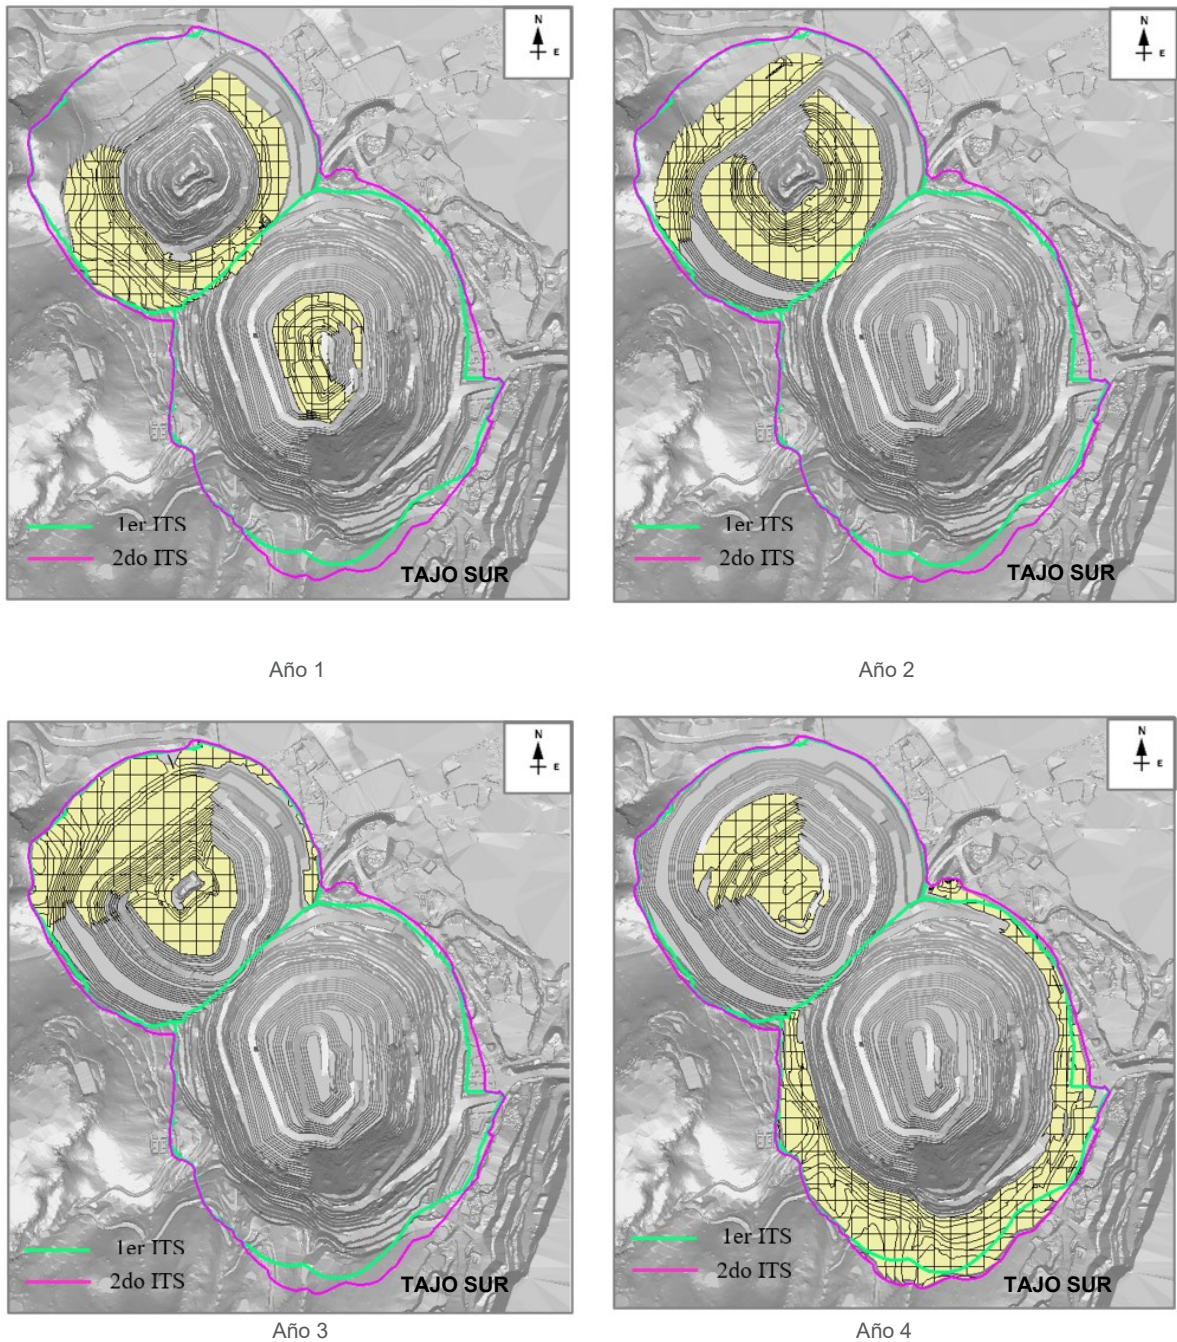 N
E
1er ITS
2do ITS
TAJO SUR
N
E
1er ITS
2do ITS
TAJO SUR
Año 1
Año 2
N
E
1er ITS
2do ITS
TAJO SUR
N
E
1er ITS
2do ITS
TAJO SUR
Año 3
Año 4